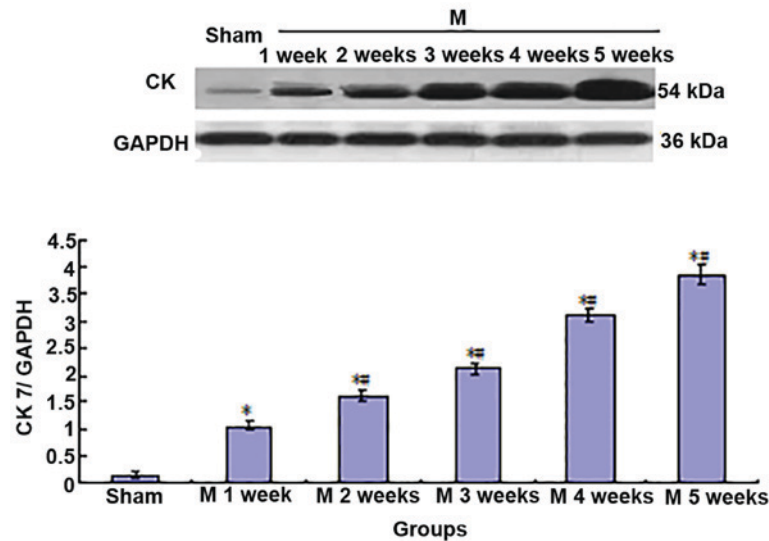 M
Sham
1 week 2 weeks 3 weeks 4 weeks 5 weeks
CK
54 kDa
GAPDH
36 kDa
CK 7/ GAPDH
4.5
4
3.5
3
2.5
2
1.5
1
0.5
0
*
*#
*#
*#
*#
Sham M 1 week M 2 weeks M 3 weeks M 4 weeks M 5 weeks
Groups